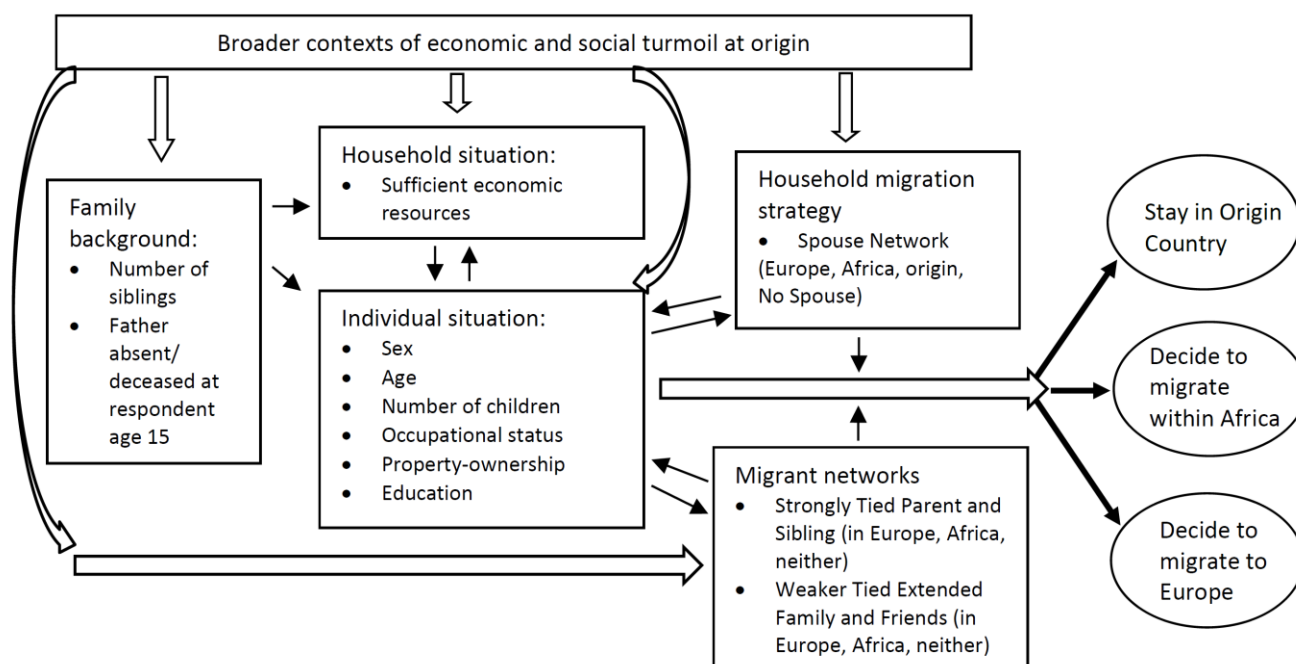 Broader contexts of economic and social turmoil at origin
Family
background:
• Number of
siblings
• Father
absent/
deceased at
respondent
age 15
Household situation:
• Sufficient economic
resources
Individual situation:
• Sex
• Age
• Number of children
• Occupational status
• Property-ownership
• Education
Household migration
strategy
• Spouse Network
(Europe, Africa, origin,
No Spouse)
Migrant networks
• Strongly Tied Parent and
Sibling (in Europe, Africa,
neither)
• Weaker Tied Extended
Family and Friends (in
Europe, Africa, neither)
Stay in Origin
Country
Decide to
migrate
within Africa
Decide to
migrate to
Europe